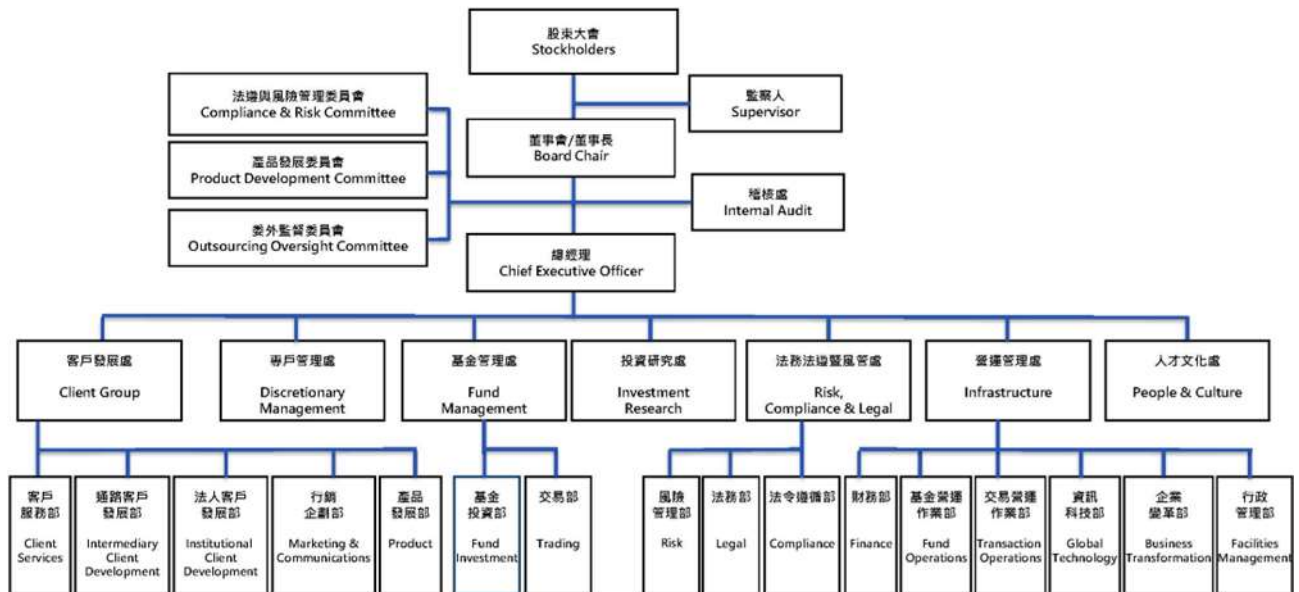 股東大會
Stockholders
法遵與風險管理委員會
Compliance & Risk Committee
監察人
Supervisor
董事會/董事長
Board Chair
產品發展委員會
Product Development Committee
稽核處
Internal Audit
委外監督委員會
Outsourcing Oversight Committee
總經理
Chief Executive Officer
客戶發展處
Client Group
專戶管理處
Discretionary
Management
基金管理處
Fund
Management
投資研究處
Investment
Research
法務法遵暨風管處
Risk,
Compliance & Legal
營運管理處
Infrastructure
人才文化處
People & Culture
客戶
服務部
Client
Services
通路客戶
發展部
Intermediary
Client
Development
法人客戶
發展部
Institutional
Client
Development
行銷
企劃部
Marketing &
Communications
產品
發展部
Product
基金
投資部
Fund
Investment
交易部
Trading
風險
管理部
Risk
法務部
Legal
法令遵循部
Compliance
財務部
Finance
基金營運
作業部
Fund
Operations
交易營運
作業部
Transaction
Operations
資訊
科技部
Global
Technology
企業
變革部
Business
Transformation
行政
管理部
Facilities
Management